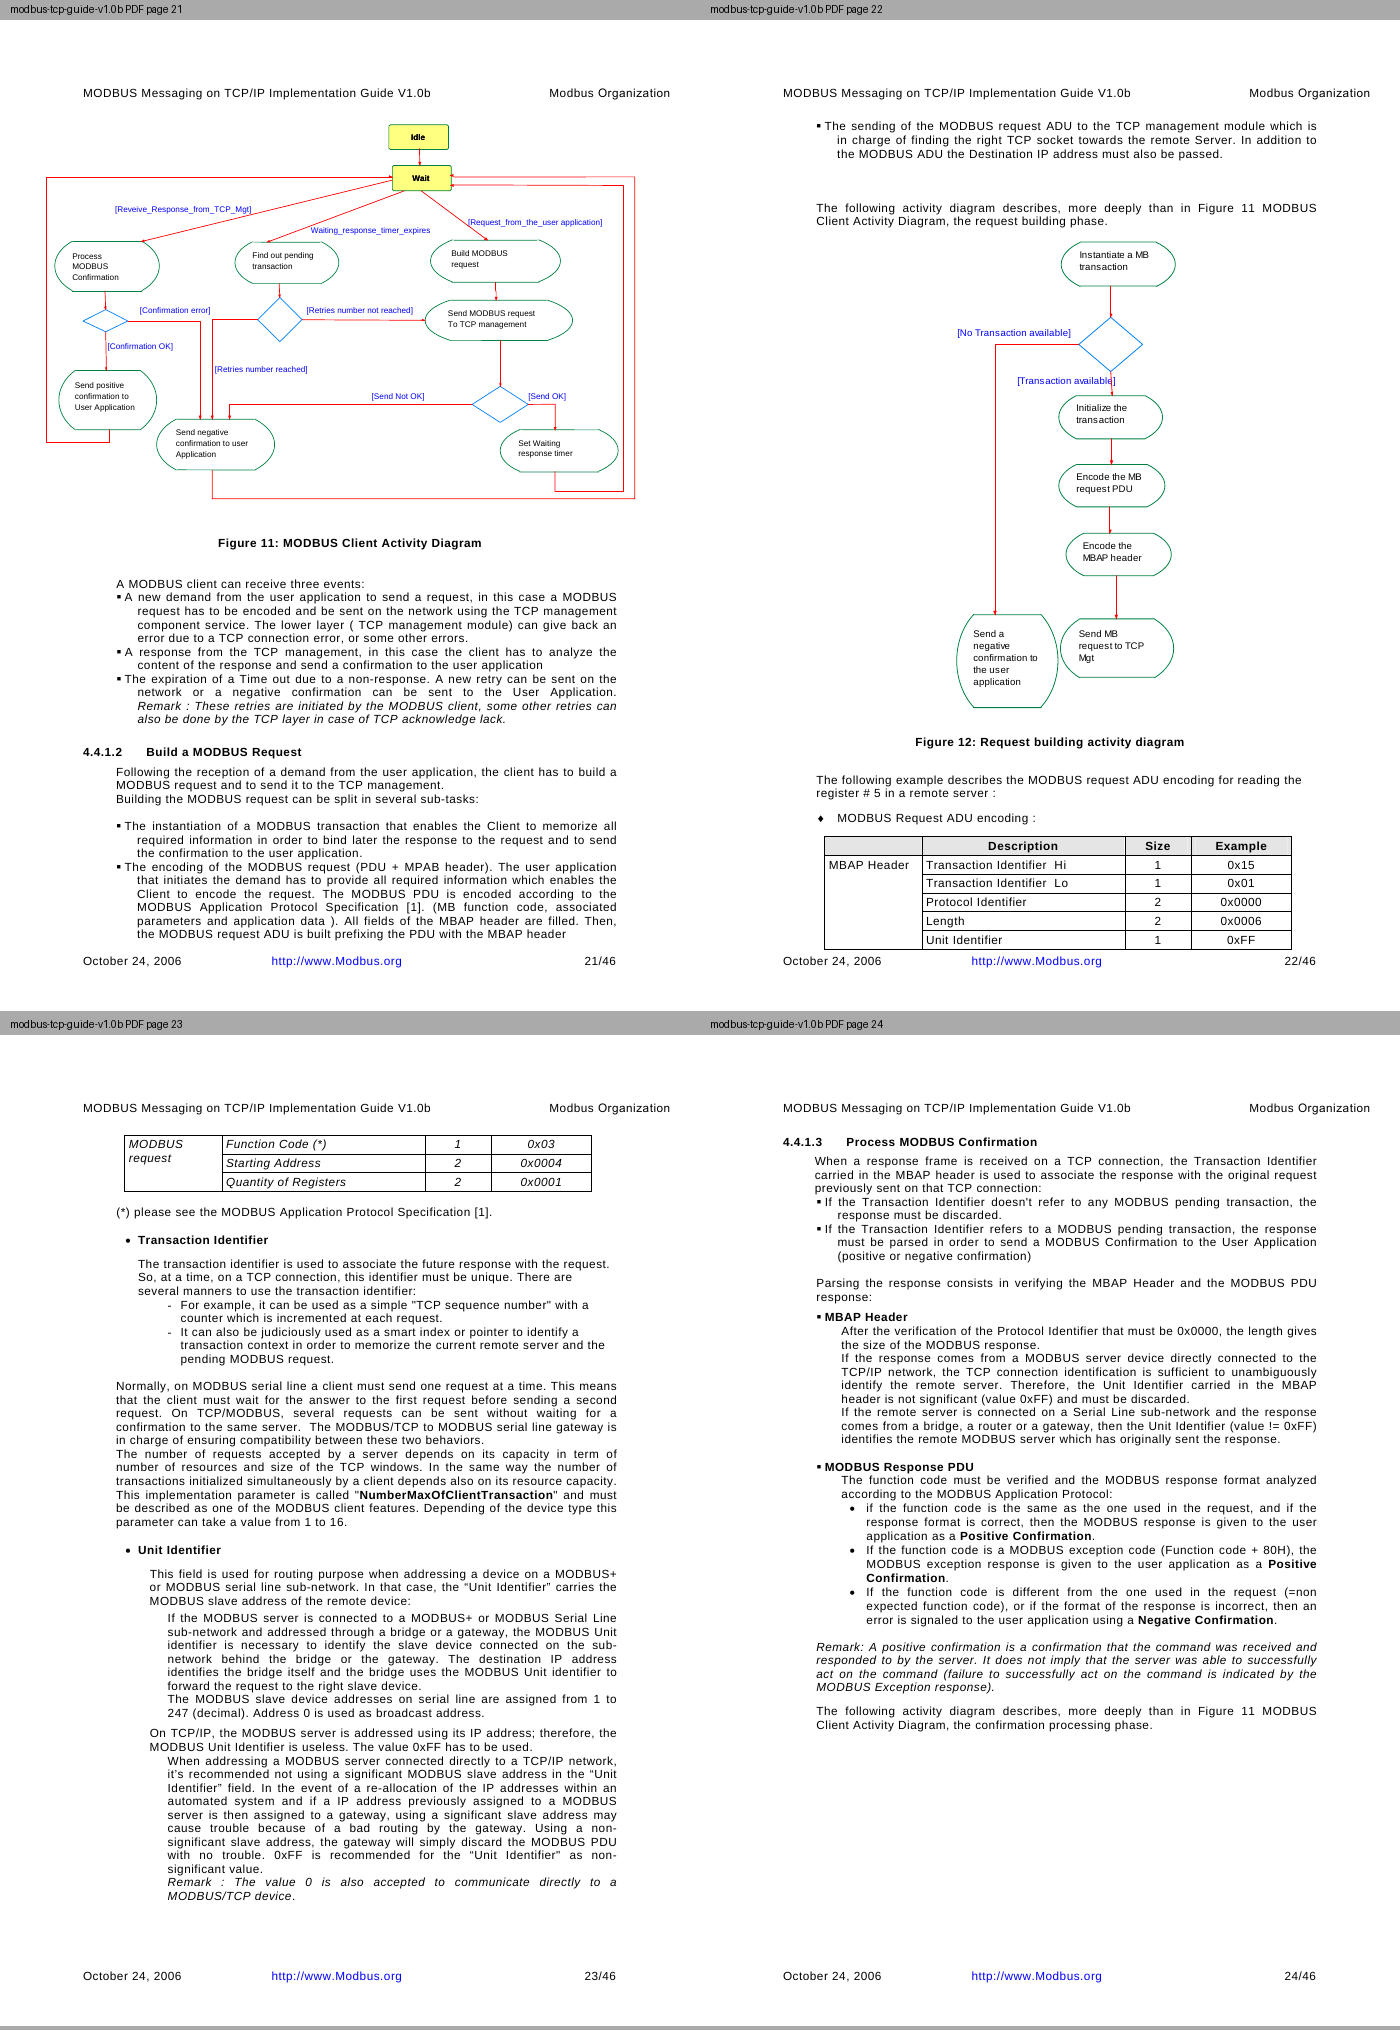 modbus-tcp-guide-v1.0b PDF page 21
MODBUS Messaging on TCP/IP Implementation Guide V1.0b Modbus Organization
Idle
Wait
[Reveive_Response_from_TCP_Mgt]
[Request_from_the_user application]
Waiting_response_timer_expires
Process
MODBUS
Confirmation
Find out pending
transaction
Build MODBUS
request
[Confirmation error]
[Retries number not reached]
Send MODBUS request
To TCP management
[Confirmation OK]
[Retries number reached]
Send positive
confirmation to
User Application
[Send Not OK]
[Send OK]
Send negative
confirmation to user
Application
Set Waiting
response timer
Figure 11: MODBUS Client Activity Diagram
A MODBUS client can receive three events:
▪ A new demand from the user application to send a request, in this case a MODBUS
request has to be encoded and be sent on the network using the TCP management
component service. The lower layer ( TCP management module) can give back an
error due to a TCP connection error, or some other errors.
▪ A response from the TCP management, in this case the client has to analyze the
content of the response and send a confirmation to the user application
▪ The expiration of a Time out due to a non-response. A new retry can be sent on the
network or a negative confirmation can be sent to the User Application.
Remark : These retries are initiated by the MODBUS client, some other retries can
also be done by the TCP layer in case of TCP acknowledge lack.
4.4.1.2 Build a MODBUS Request
Following the reception of a demand from the user application, the client has to build a
MODBUS request and to send it to the TCP management.
Building the MODBUS request can be split in several sub-tasks:
▪ The instantiation of a MODBUS transaction that enables the Client to memorize all
required information in order to bind later the response to the request and to send
the confirmation to the user application.
▪ The encoding of the MODBUS request (PDU + MPAB header). The user application
that initiates the demand has to provide all required information which enables the
Client to encode the request. The MODBUS PDU is encoded according to the
MODBUS Application Protocol Specification [1]. (MB function code, associated
parameters and application data ). All fields of the MBAP header are filled. Then,
the MODBUS request ADU is built prefixing the PDU with the MBAP header
October 24, 2006 http://www.Modbus.org 21/46
modbus-tcp-guide-v1.0b PDF page 22
MODBUS Messaging on TCP/IP Implementation Guide V1.0b Modbus Organization
▪ The sending of the MODBUS request ADU to the TCP management module which is
in charge of finding the right TCP socket towards the remote Server. In addition to
the MODBUS ADU the Destination IP address must also be passed.
The following activity diagram describes, more deeply than in Figure 11 MODBUS
Client Activity Diagram, the request building phase.
Instantiate a MB
transaction
[No Transaction available]
[Transaction available]
Initialize the
transaction
Encode the MB
request PDU
Encode the
MBAP header
Send a
negative
confirmation to
the user
application
Send MB
request to TCP
Mgt
Figure 12: Request building activity diagram
The following example describes the MODBUS request ADU encoding for reading the
register # 5 in a remote server :
♦ MODBUS Request ADU encoding :
Description Size Example
MBAP Header Transaction Identifier Hi 1 0x15
Transaction Identifier Lo 1 0x01
Protocol Identifier 2 0x0000
Length 2 0x0006
Unit Identifier 1 0xFF
October 24, 2006 http://www.Modbus.org 22/46
modbus-tcp-guide-v1.0b PDF page 23
MODBUS Messaging on TCP/IP Implementation Guide V1.0b Modbus Organization
MODBUS Function Code (*) 1 0x03
request
Starting Address 2 0x0004
Quantity of Registers 2 0x0001
(*) please see the MODBUS Application Protocol Specification [1].
• Transaction Identifier
The transaction identifier is used to associate the future response with the request.
So, at a time, on a TCP connection, this identifier must be unique. There are
several manners to use the transaction identifier:
- For example, it can be used as a simple "TCP sequence number" with a
counter which is incremented at each request.
- It can also be judiciously used as a smart index or pointer to identify a
transaction context in order to memorize the current remote server and the
pending MODBUS request.
Normally, on MODBUS serial line a client must send one request at a time. This means
that the client must wait for the answer to the first request before sending a second
request. On TCP/MODBUS, several requests can be sent without waiting for a
confirmation to the same server. The MODBUS/TCP to MODBUS serial line gateway is
in charge of ensuring compatibility between these two behaviors.
The number of requests accepted by a server depends on its capacity in term of
number of resources and size of the TCP windows. In the same way the number of
transactions initialized simultaneously by a client depends also on its resource capacity.
This implementation parameter is called "NumberMaxOfClientTransaction" and must
be described as one of the MODBUS client features. Depending of the device type this
parameter can take a value from 1 to 16.
• Unit Identifier
This field is used for routing purpose when addressing a device on a MODBUS+
or MODBUS serial line sub-network. In that case, the “Unit Identifier” carries the
MODBUS slave address of the remote device:
If the MODBUS server is connected to a MODBUS+ or MODBUS Serial Line
sub-network and addressed through a bridge or a gateway, the MODBUS Unit
identifier is necessary to identify the slave device connected on the sub-
network behind the bridge or the gateway. The destination IP address
identifies the bridge itself and the bridge uses the MODBUS Unit identifier to
forward the request to the right slave device.
The MODBUS slave device addresses on serial line are assigned from 1 to
247 (decimal). Address 0 is used as broadcast address.
On TCP/IP, the MODBUS server is addressed using its IP address; therefore, the
MODBUS Unit Identifier is useless. The value 0xFF has to be used.
When addressing a MODBUS server connected directly to a TCP/IP network,
it’s recommended not using a significant MODBUS slave address in the “Unit
Identifier” field. In the event of a re-allocation of the IP addresses within an
automated system and if a IP address previously assigned to a MODBUS
server is then assigned to a gateway, using a significant slave address may
cause trouble because of a bad routing by the gateway. Using a non-
significant slave address, the gateway will simply discard the MODBUS PDU
with no trouble. 0xFF is recommended for the “Unit Identifier" as non-
significant value.
Remark : The value 0 is also accepted to communicate directly to a
MODBUS/TCP device.
October 24, 2006 http://www.Modbus.org 23/46
modbus-tcp-guide-v1.0b PDF page 24
MODBUS Messaging on TCP/IP Implementation Guide V1.0b Modbus Organization
4.4.1.3 Process MODBUS Confirmation
When a response frame is received on a TCP connection, the Transaction Identifier
carried in the MBAP header is used to associate the response with the original request
previously sent on that TCP connection:
▪ If the Transaction Identifier doesn't refer to any MODBUS pending transaction, the
response must be discarded.
▪ If the Transaction Identifier refers to a MODBUS pending transaction, the response
must be parsed in order to send a MODBUS Confirmation to the User Application
(positive or negative confirmation)
Parsing the response consists in verifying the MBAP Header and the MODBUS PDU
response:
▪ MBAP Header
After the verification of the Protocol Identifier that must be 0x0000, the length gives
the size of the MODBUS response.
If the response comes from a MODBUS server device directly connected to the
TCP/IP network, the TCP connection identification is sufficient to unambiguously
identify the remote server. Therefore, the Unit Identifier carried in the MBAP
header is not significant (value 0xFF) and must be discarded.
If the remote server is connected on a Serial Line sub-network and the response
comes from a bridge, a router or a gateway, then the Unit Identifier (value != 0xFF)
identifies the remote MODBUS server which has originally sent the response.
▪ MODBUS Response PDU
The function code must be verified and the MODBUS response format analyzed
according to the MODBUS Application Protocol:
• if the function code is the same as the one used in the request, and if the
response format is correct, then the MODBUS response is given to the user
application as a Positive Confirmation.
• If the function code is a MODBUS exception code (Function code + 80H), the
MODBUS exception response is given to the user application as a Positive
Confirmation.
• If the function code is different from the one used in the request (=non
expected function code), or if the format of the response is incorrect, then an
error is signaled to the user application using a Negative Confirmation.
Remark: A positive confirmation is a confirmation that the command was received and
responded to by the server. It does not imply that the server was able to successfully
act on the command (failure to successfully act on the command is indicated by the
MODBUS Exception response).
The following activity diagram describes, more deeply than in Figure 11 MODBUS
Client Activity Diagram, the confirmation processing phase.
October 24, 2006 http://www.Modbus.org 24/46